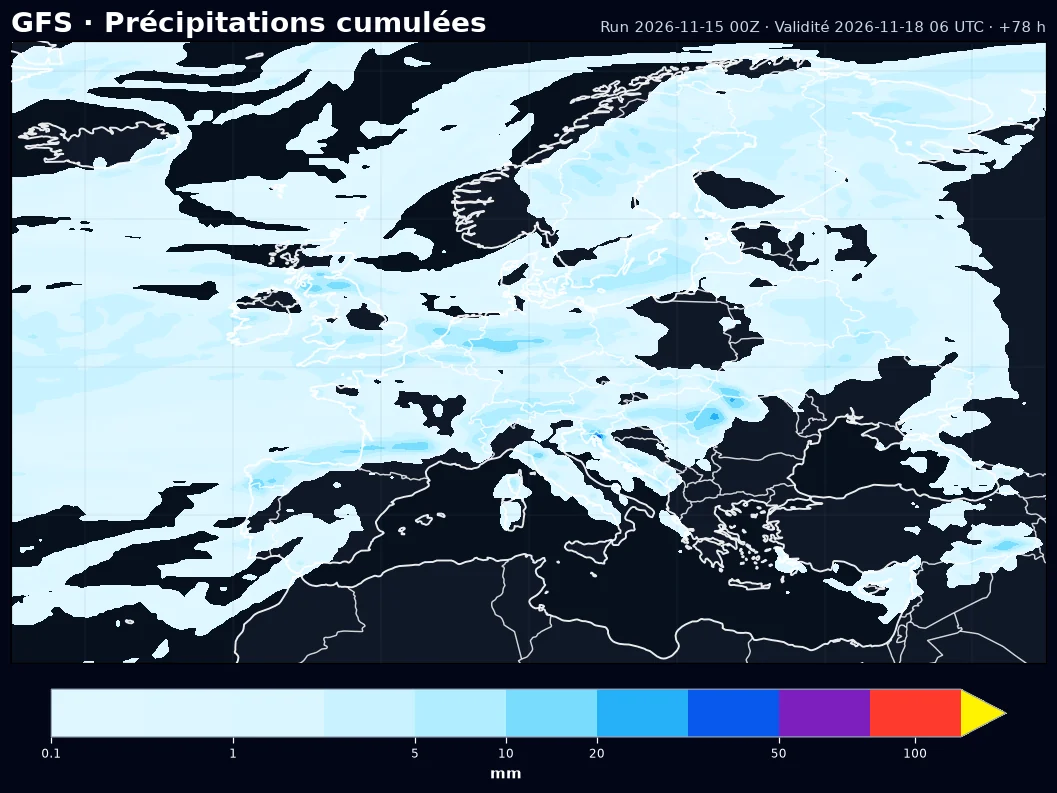 GFS · Précipitations cumulées
Run 2026-11-15 00Z · Validité 2026-11-18 06 UTC · +78 h
0.1 1 5 10 20 50 100
mm